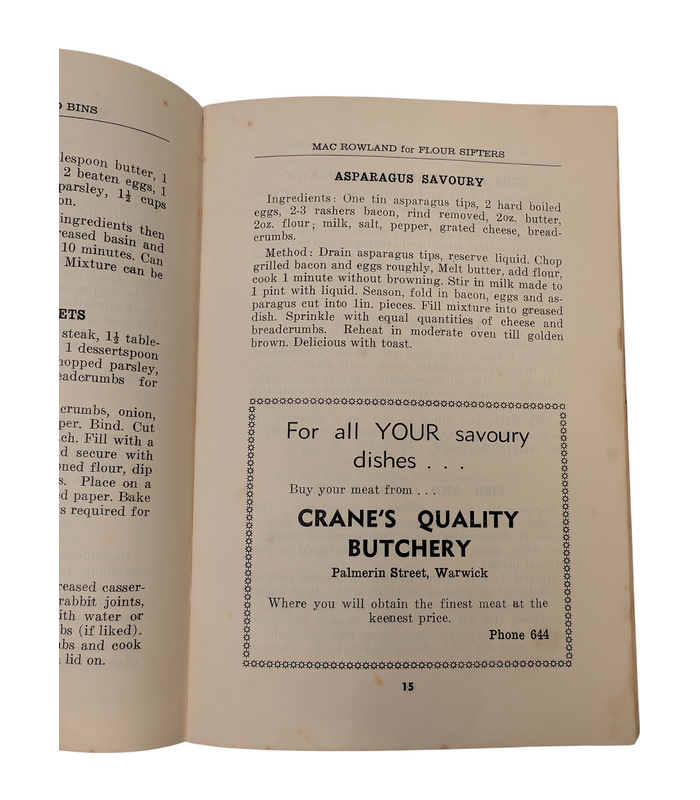 BINS
lespoon butter, 1
2 beaten eggs, 1
parsley, 1½ cups
on.
ingredients then
reased basin and
10 minutes. Can
Mixture can be
ETS
steak, 1½ table-
1 dessertspoon
hopped parsley,
eadcrumbs for
crumbs, onion,
per. Bind. Cut
tch. Fill with a
d secure with
oned flour, dip
s. Place on a
ed paper. Bake
s required for
reased casser-
rabbit joints,
ith water or
bs (if liked).
bs and cook
lid on.
MAC ROWLAND for FLOUR SIFTERS
ASPARAGUS SAVOURY
Ingredients: One tin asparagus tips, 2 hard boiled
eggs, 2-3 rashers bacon, rind removed, 2oz. butter,
2oz. flour; milk, salt, pepper, grated cheese, bread-
crumbs.
Method: Drain asparagus tips, reserve liquid. Chop
grilled bacon and eggs roughly, Melt butter, add flour,
cook 1 minute without browning. Stir in milk made to
1 pint with liquid. Season, fold in bacon, eggs and as-
paragus cut into 1in. pieces. Fill mixture into greased
dish. Sprinkle with equal quantities of cheese and
breadcrumbs. Reheat in moderate oven till golden
brown. Delicious with toast.
For all YOUR savoury
dishes . . .
Buy your meat from . . .
CRANE'S QUALITY
BUTCHERY
Palmerin Street, Warwick
Where you will obtain the finest meat at the
keenest price.
Phone 644
15